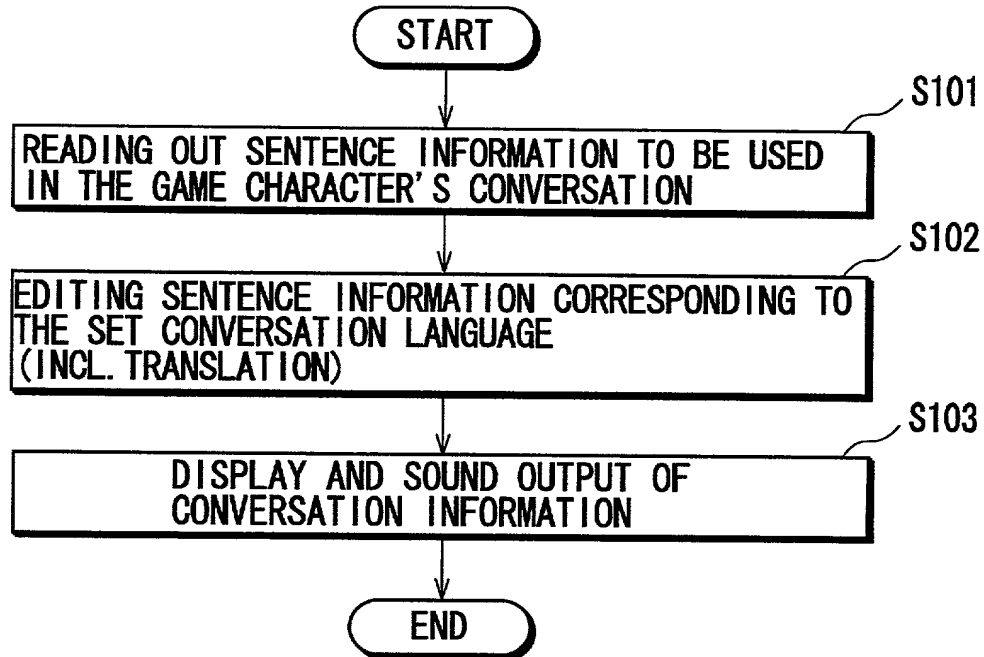 START
S101
READING OUT SENTENCE INFORMATION TO BE USED
IN THE GAME CHARACTER'S CONVERSATION
S102
EDITING SENTENCE INFORMATION CORRESPONDING TO
THE SET CONVERSATION LANGUAGE
(INCL. TRANSLATION)
S103
DISPLAY AND SOUND OUTPUT OF
CONVERSATION INFORMATION
END